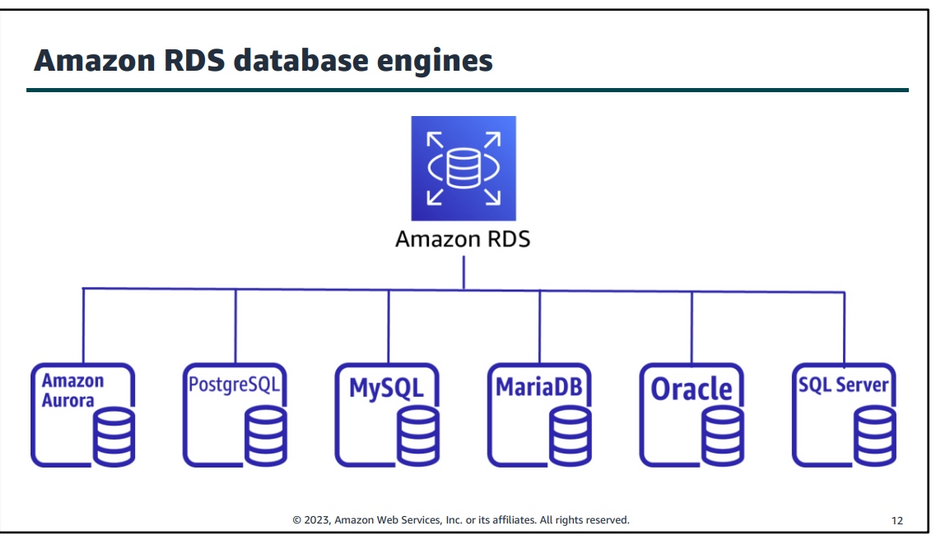 Amazon RDS database engines
Amazon RDS
Amazon
Aurora
PostgreSQL
MySQL
MariaDB
Oracle
SQL Server
© 2023, Amazon Web Services, Inc. or its affiliates. All rights reserved.
12